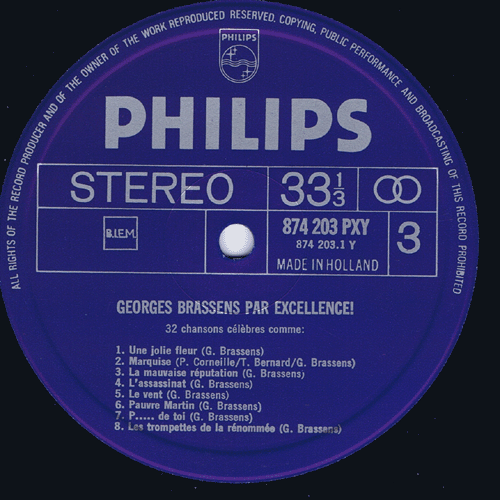 ALL RIGHTS OF THE RECORD PRODUCER AND OF THE OWNER OF THE WORK REPRODUCED RESERVED. COPYING, PUBLIC PERFORMANCE AND BROADCASTING OF THIS RECORD PROHIBITED
PHILIPS
PHILIPS
STEREO
33 1/3
B.I.E.M.
874 203 PXY
874 203.1 Y
3
MADE IN HOLLAND
GEORGES BRASSENS PAR EXCELLENCE!
32 chansons célèbres comme:
1. Une jolie fleur (G. Brassens)
2. Marquise (P. Corneille/T. Bernard/G. Brassens)
3. La mauvaise réputation (G. Brassens)
4. L'assassinat (G. Brassens)
5. Le vent (G. Brassens)
6. Pauvre Martin (G. Brassens)
7. P..... de toi (G. Brassens)
8. Les trompettes de la rénommée (G. Brassens)